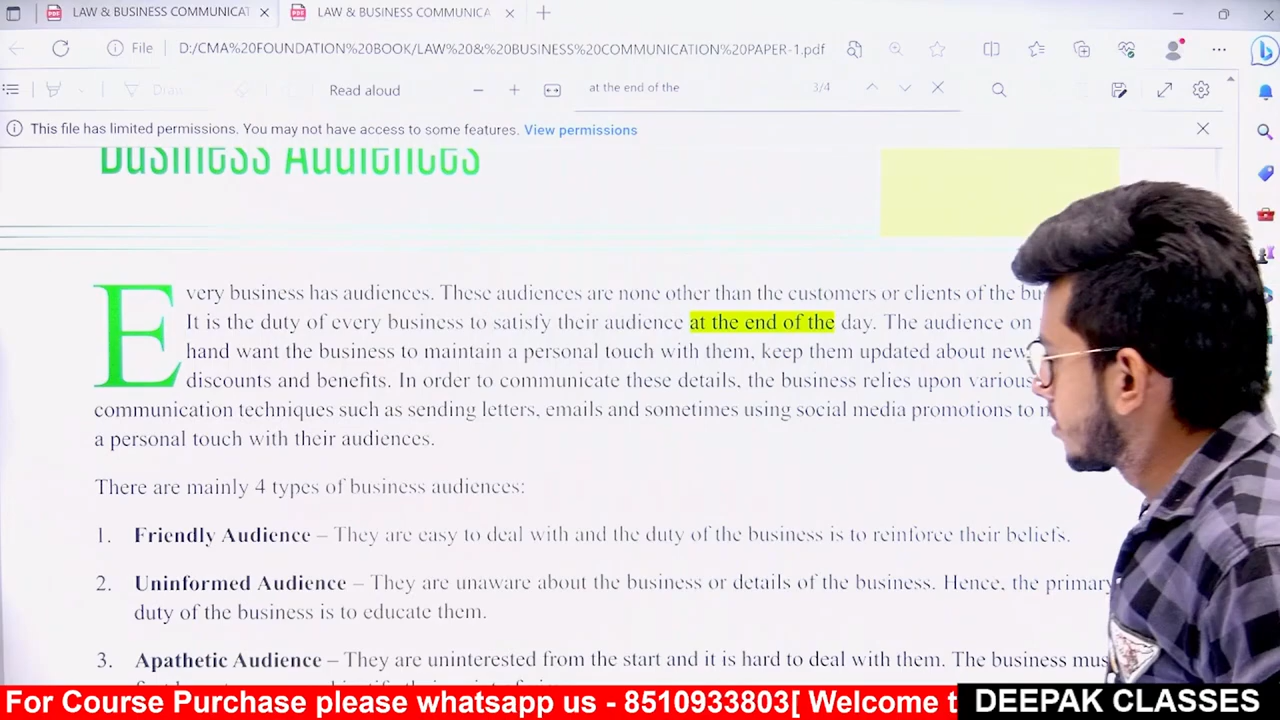 LAW & BUSINESS COMMUNICAT
LAW & BUSINESS COMMUNICA
File
D:/CMA%20FOUNDATION%20BOOK/LAW%20&%20BUSINESS%20COMMUNICATION%20PAPER-1.pdf
Draw
Read aloud
at the end of the
3/4
This file has limited permissions. You may not have access to some features. View permissions
Business Audiences
Every business has audiences. These audiences are none other than the customers or clients of the bu
It is the duty of every business to satisfy their audience at the end of the day. The audience on
hand want the business to maintain a personal touch with them, keep them updated about new
discounts and benefits. In order to communicate these details, the business relies upon various
communication techniques such as sending letters, emails and sometimes using social media promotions to
a personal touch with their audiences.
There are mainly 4 types of business audiences:
1. Friendly Audience – They are easy to deal with and the duty of the business is to reinforce their beliefs.
2. Uninformed Audience – They are unaware about the business or details of the business. Hence, the primary
duty of the business is to educate them.
3. Apathetic Audience – They are uninterested from the start and it is hard to deal with them. The business mus
For Course Purchase please whatsapp us - 8510933803[ Welcome t
DEEPAK CLASSES